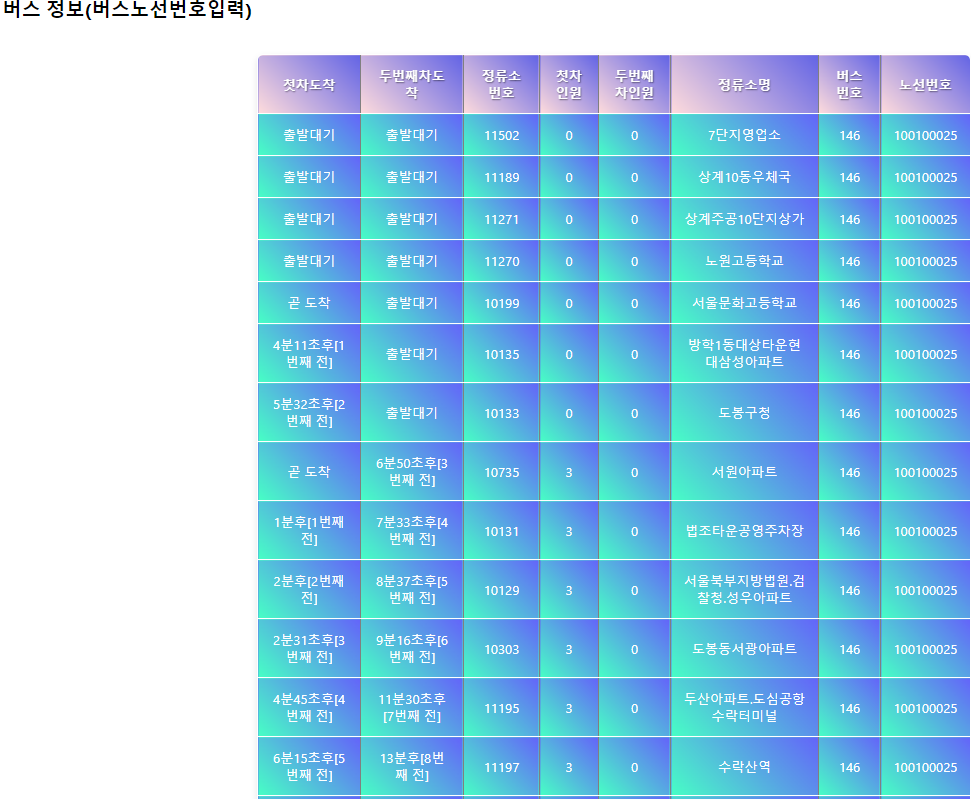 버스 정보(버스노선번호입력)
첫차도착 두번째차도착 정류소번호 첫차인원 두번째차인원 정류소명 버스번호 노선번호
출발대기 출발대기 11502 0 0 7단지영업소 146 100100025
출발대기 출발대기 11189 0 0 상계10동우체국 146 100100025
출발대기 출발대기 11271 0 0 상계주공10단지상가 146 100100025
출발대기 출발대기 11270 0 0 노원고등학교 146 100100025
곧 도착 출발대기 10199 0 0 서울문화고등학교 146 100100025
4분11초후[1번째 전] 출발대기 10135 0 0 방학1동대상타운현대삼성아파트 146 100100025
5분32초후[2번째 전] 출발대기 10133 0 0 도봉구청 146 100100025
곧 도착 6분50초후[3번째 전] 10735 3 0 서원아파트 146 100100025
1분후[1번째 전] 7분33초후[4번째 전] 10131 3 0 법조타운공영주차장 146 100100025
2분후[2번째 전] 8분37초후[5번째 전] 10129 3 0 서울북부지방법원.검찰청.성우아파트 146 100100025
2분31초후[3번째 전] 9분16초후[6번째 전] 10303 3 0 도봉동서광아파트 146 100100025
4분45초후[4번째 전] 11분30초후[7번째 전] 11195 3 0 두산아파트.도심공항수락터미널 146 100100025
6분15초후[5번째 전] 13분후[8번째 전] 11197 3 0 수락산역 146 100100025